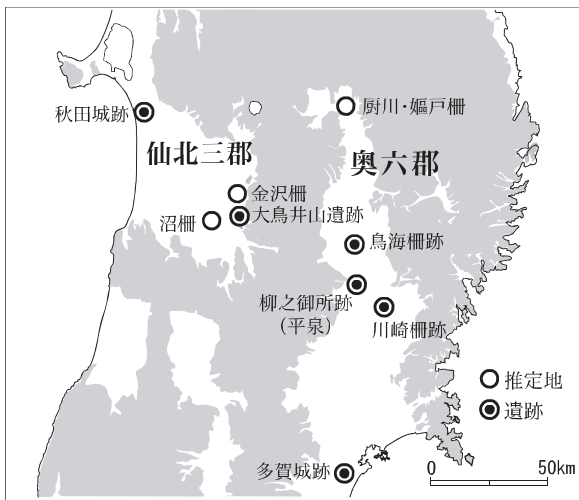 秋田城跡
仙北三郡
厨川・嫗戸柵
奥六郡
金沢柵
大鳥井山遺跡
沼柵
鳥海柵跡
柳之御所跡
（平泉）
川崎柵跡
推定地
遺跡
多賀城跡
0 50km